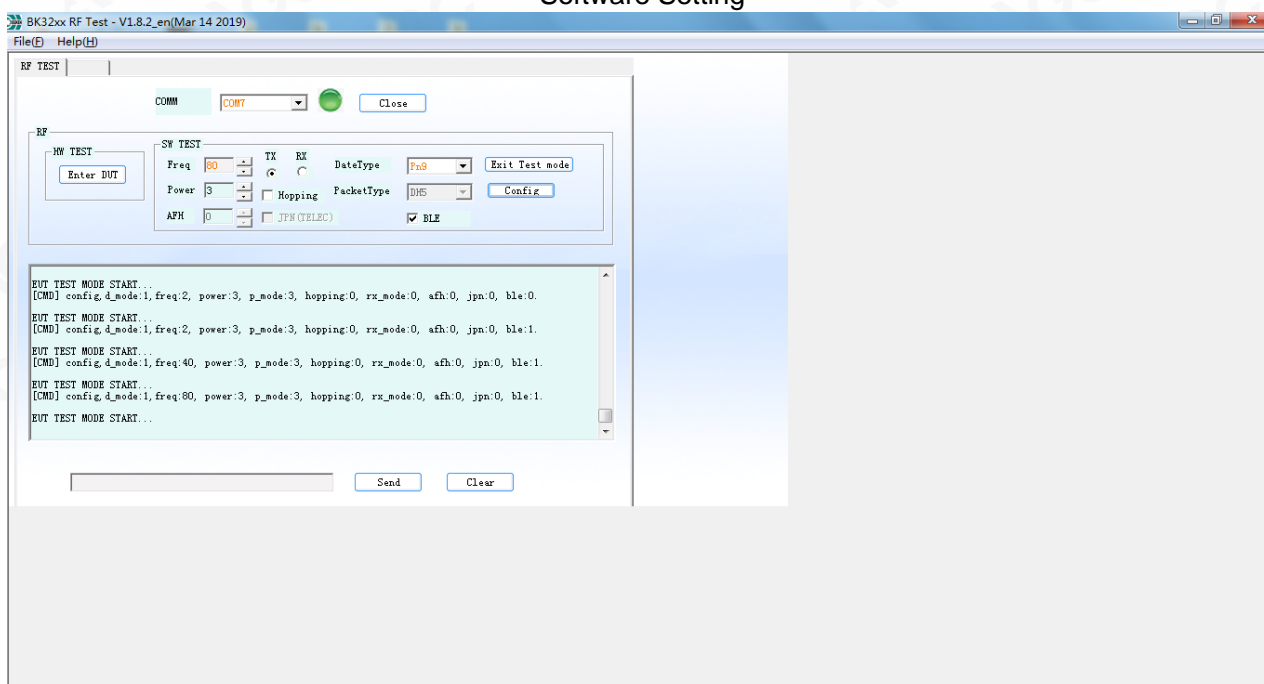 Software Setting
BK32xx RF Test - V1.8.2_en(Mar 14 2019)
File(F) Help(H)
RF TEST
COMM COM7 Close
RF
HW TEST SW TEST
Enter DUT
Freq 80 TX RX DateType Pn9 Exit Test mode
Power 3 Hopping PacketType DH5 Config
AFH 0 JPN(TELEC) BLE
EUT TEST MODE START...
[CMD] config,d_mode:1, freq:2, power:3, p_mode:3, hopping:0, rx_mode:0, afh:0, jpn:0, ble:0.
EUT TEST MODE START...
[CMD] config,d_mode:1, freq:2, power:3, p_mode:3, hopping:0, rx_mode:0, afh:0, jpn:0, ble:1.
EUT TEST MODE START...
[CMD] config,d_mode:1, freq:40, power:3, p_mode:3, hopping:0, rx_mode:0, afh:0, jpn:0, ble:1.
EUT TEST MODE START...
[CMD] config,d_mode:1, freq:80, power:3, p_mode:3, hopping:0, rx_mode:0, afh:0, jpn:0, ble:1.
EUT TEST MODE START...
Send Clear